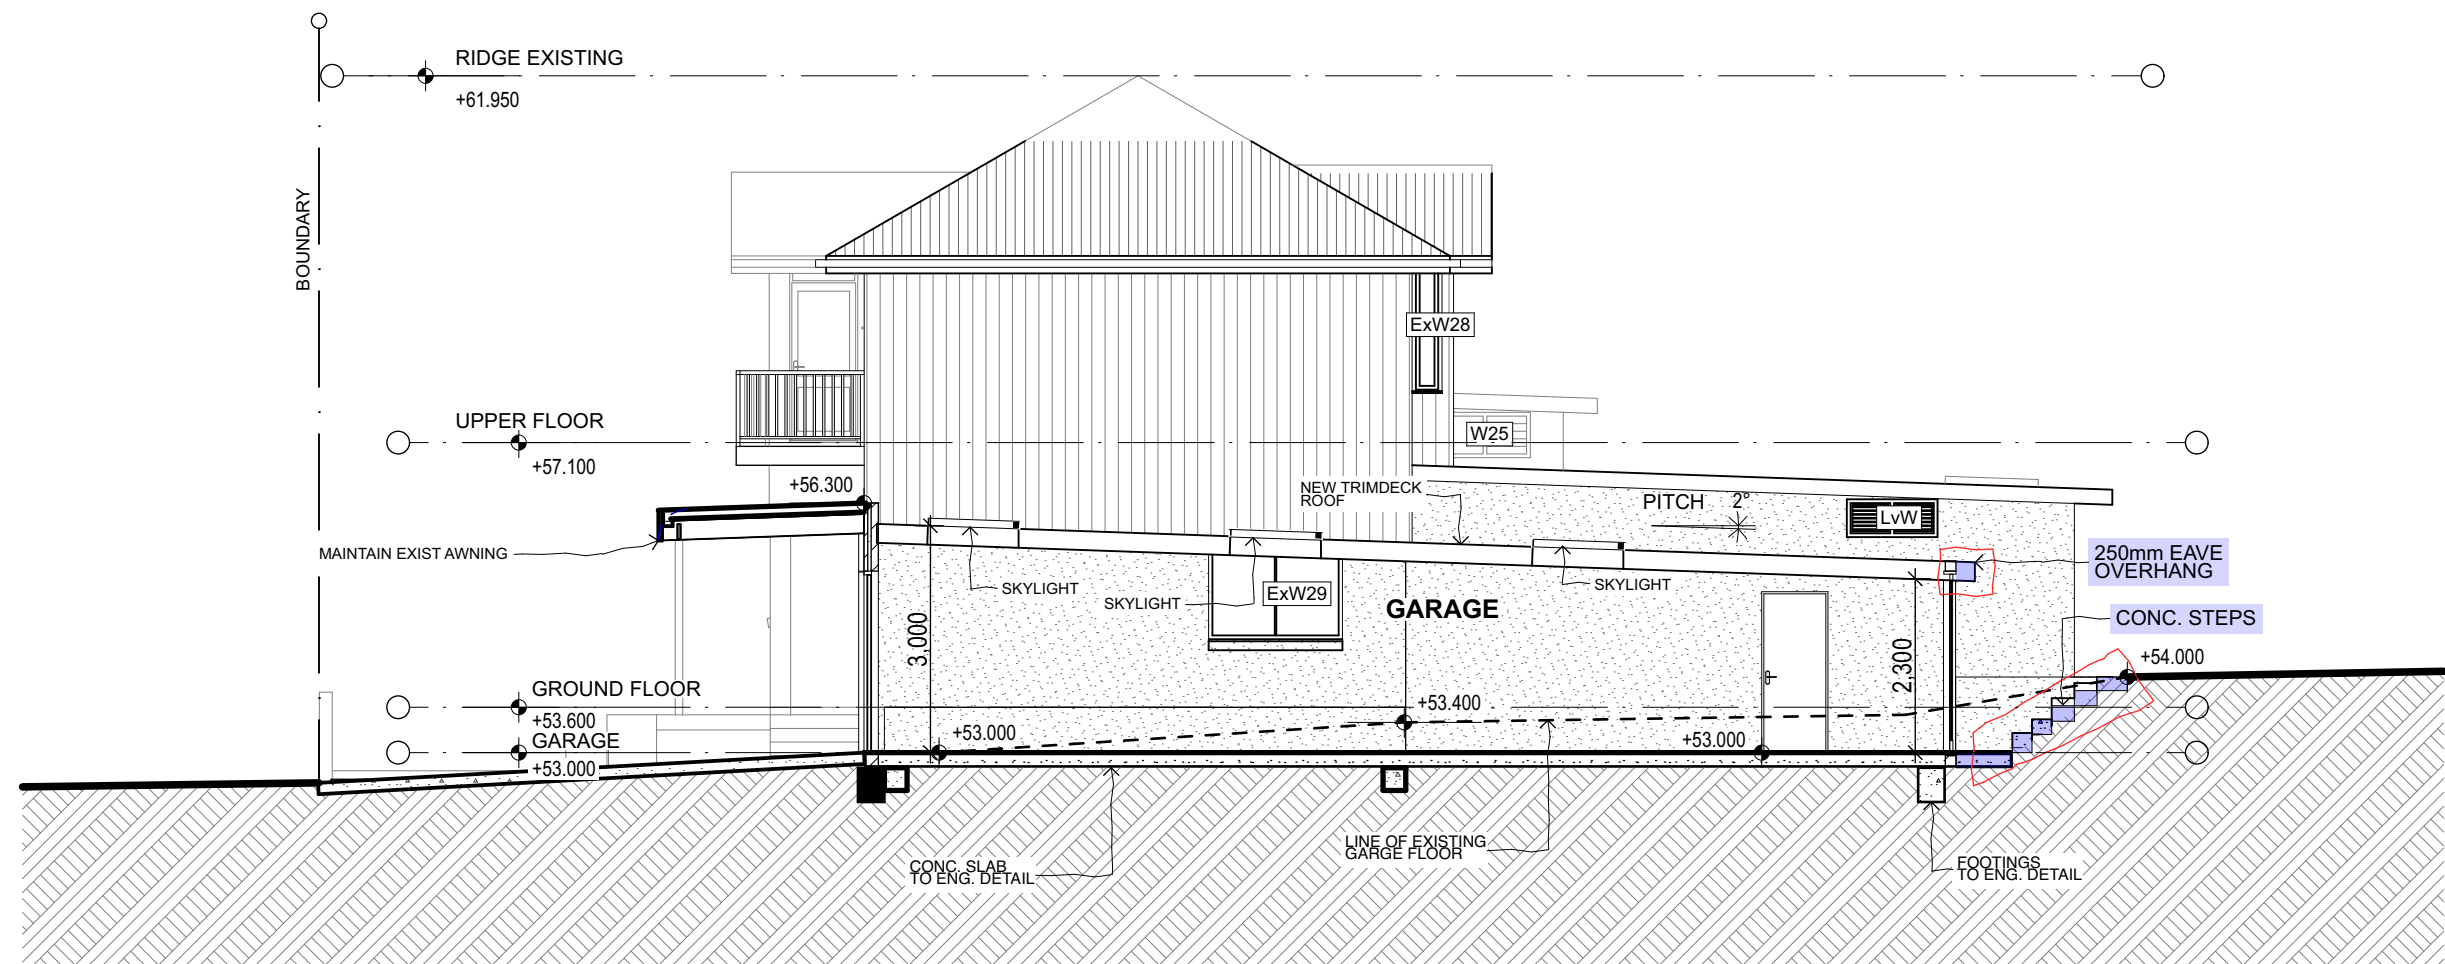 RIDGE EXISTING
+61.950
BOUNDARY
ExW28
UPPER FLOOR
+57.100
W25
+56.300
NEW TRIMDECK
ROOF
PITCH 2°
LvW
MAINTAIN EXIST AWNING
250mm EAVE
OVERHANG
SKYLIGHT
SKYLIGHT
ExW29
SKYLIGHT
GARAGE
CONC. STEPS
3,000
2,300
+54.000
GROUND FLOOR
+53.600
+53.400
GARAGE
+53.000
+53.000
+53.000
LINE OF EXISTING
GARGE FLOOR
CONC. SLAB
TO ENG. DETAIL
FOOTINGS
TO ENG. DETAIL